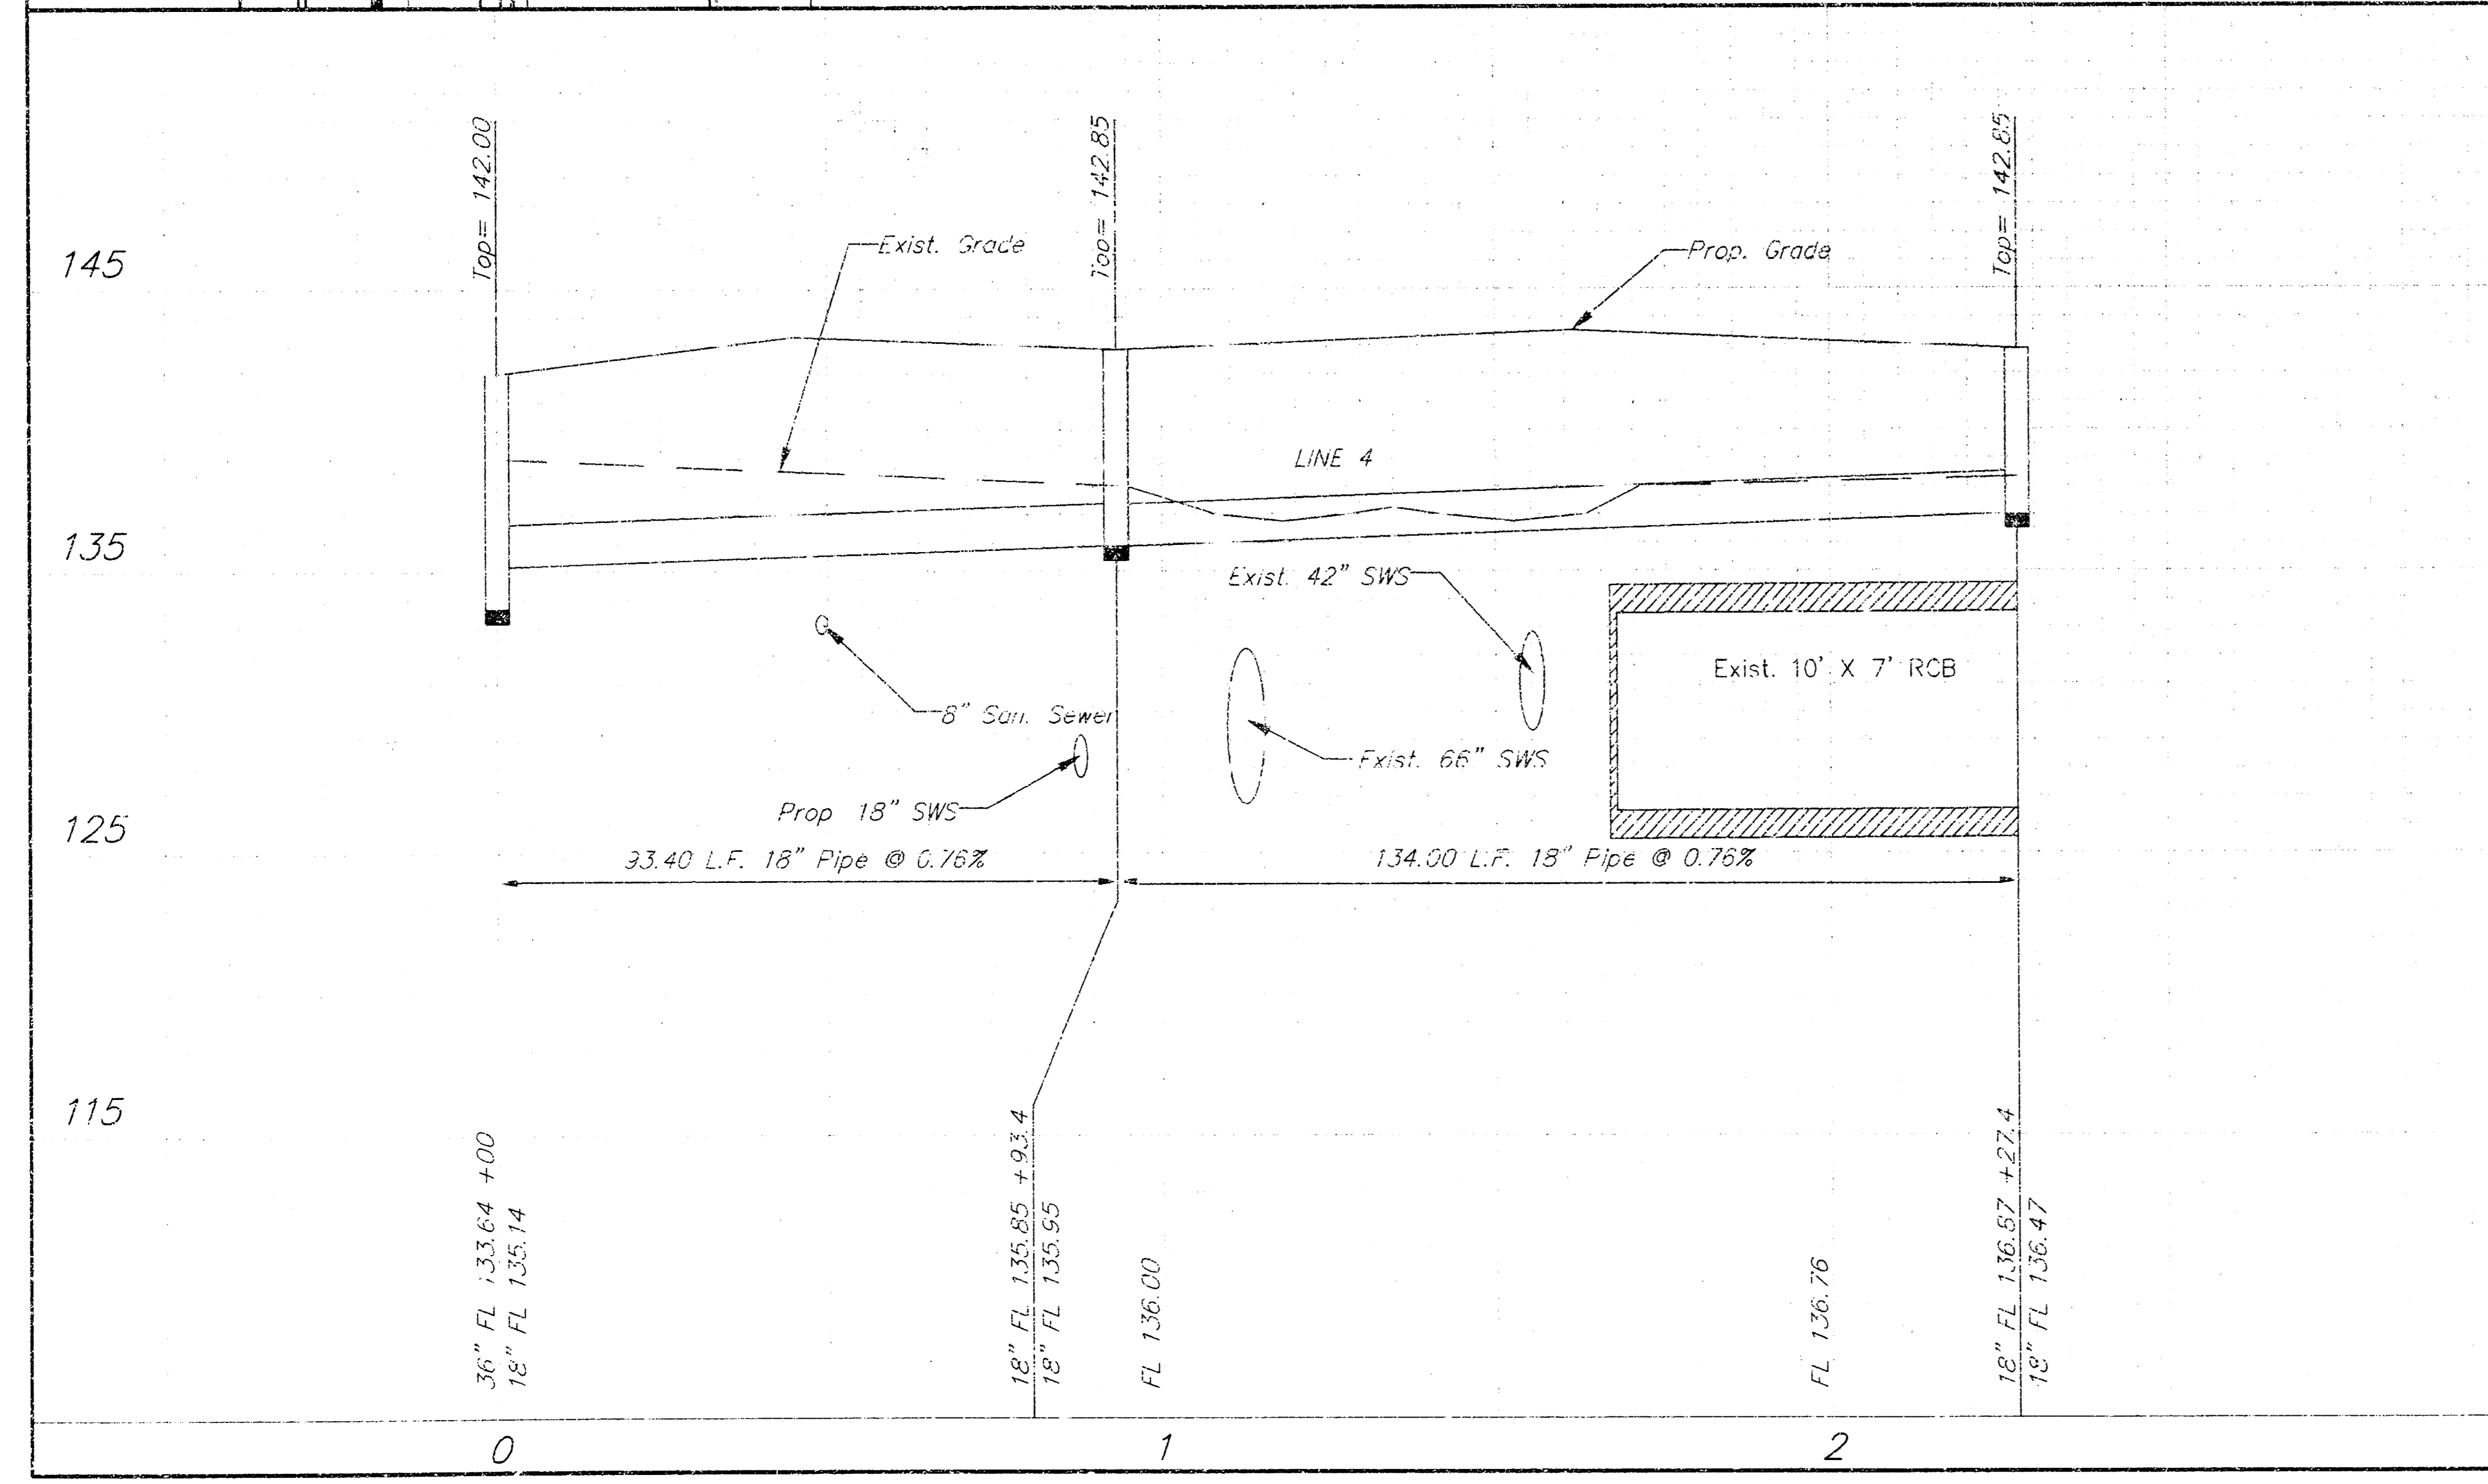 Top= 142.00
Top= 142.85
Top= 142.85
145
Exist. Grade
Prop. Grade
LINE 4
135
Exist. 42" SWS
Exist. 10' X 7' RCB
8" San. Sewer
Exist. 66" SWS
Prop 18" SWS
125
93.40 L.F. 18" Pipe @ 0.76%
134.00 L.F. 18" Pipe @ 0.76%
115
36" FL 133.64 +00
18" FL 135.14
18" FL 135.85 +93.4
18" FL 135.95
FL 136.00
FL 136.76
18" FL 136.87 +27.4
18" FL 136.47
0
1
2